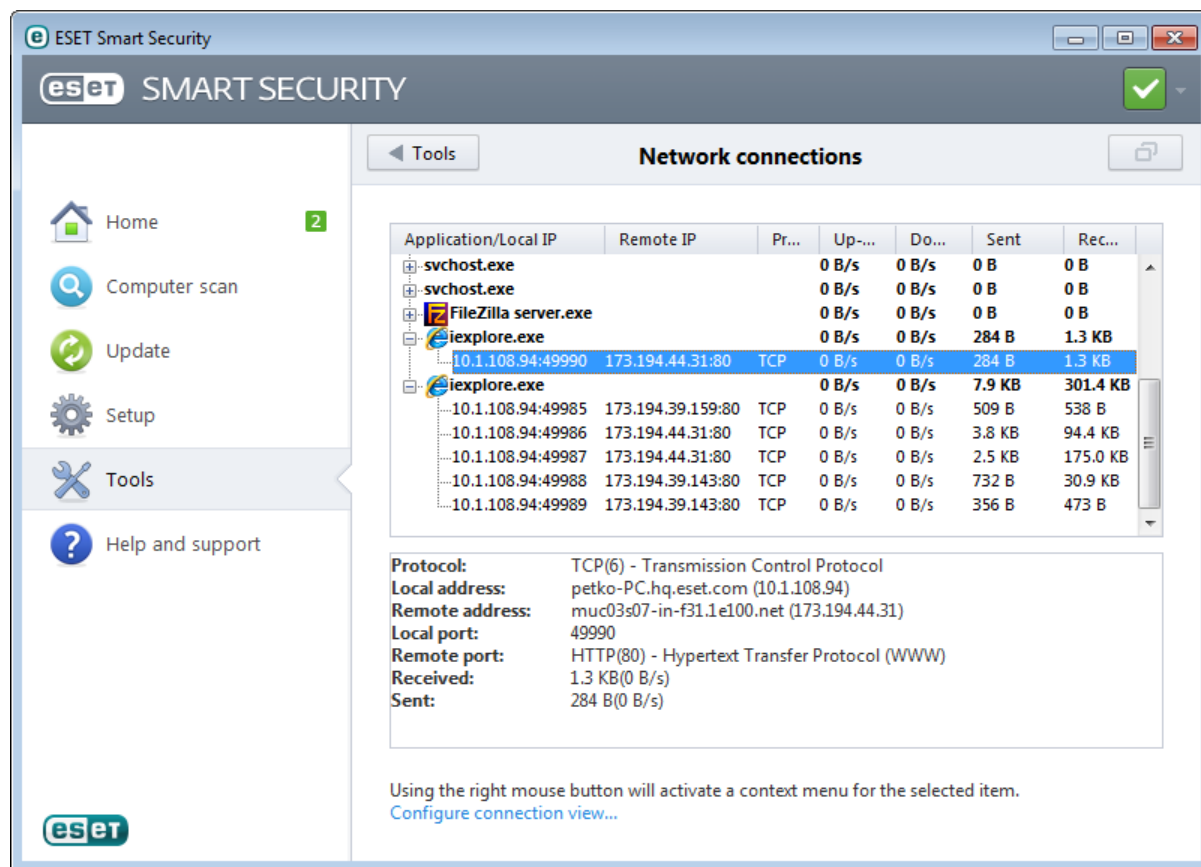 ESET Smart Security
eset SMART SECURITY
Tools Network connections
Home 2
Computer scan
Update
Setup
Tools
Help and support
Application/Local IP Remote IP Pr... Up-... Do... Sent Rec...
svchost.exe 0 B/s 0 B/s 0 B 0 B
svchost.exe 0 B/s 0 B/s 0 B 0 B
FileZilla server.exe 0 B/s 0 B/s 0 B 0 B
iexplore.exe 0 B/s 0 B/s 284 B 1.3 KB
10.1.108.94:49990 173.194.44.31:80 TCP 0 B/s 0 B/s 284 B 1.3 KB
iexplore.exe 0 B/s 0 B/s 7.9 KB 301.4 KB
10.1.108.94:49985 173.194.39.159:80 TCP 0 B/s 0 B/s 509 B 538 B
10.1.108.94:49986 173.194.44.31:80 TCP 0 B/s 0 B/s 3.8 KB 94.4 KB
10.1.108.94:49987 173.194.44.31:80 TCP 0 B/s 0 B/s 2.5 KB 175.0 KB
10.1.108.94:49988 173.194.39.143:80 TCP 0 B/s 0 B/s 732 B 30.9 KB
10.1.108.94:49989 173.194.39.143:80 TCP 0 B/s 0 B/s 356 B 473 B
Protocol: TCP(6) - Transmission Control Protocol
Local address: petko-PC.hq.eset.com (10.1.108.94)
Remote address: muc03s07-in-f31.1e100.net (173.194.44.31)
Local port: 49990
Remote port: HTTP(80) - Hypertext Transfer Protocol (WWW)
Received: 1.3 KB(0 B/s)
Sent: 284 B(0 B/s)
Using the right mouse button will activate a context menu for the selected item.
Configure connection view...
eset